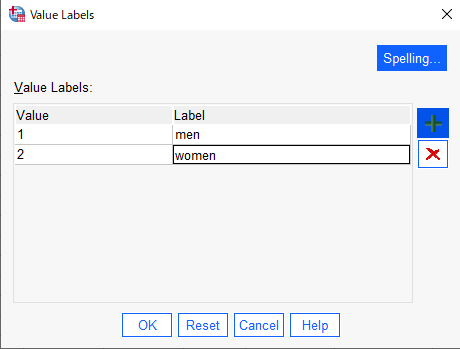 Value Labels
Spelling...
Value Labels:
Value Label
1 men
2 women
OK Reset Cancel Help